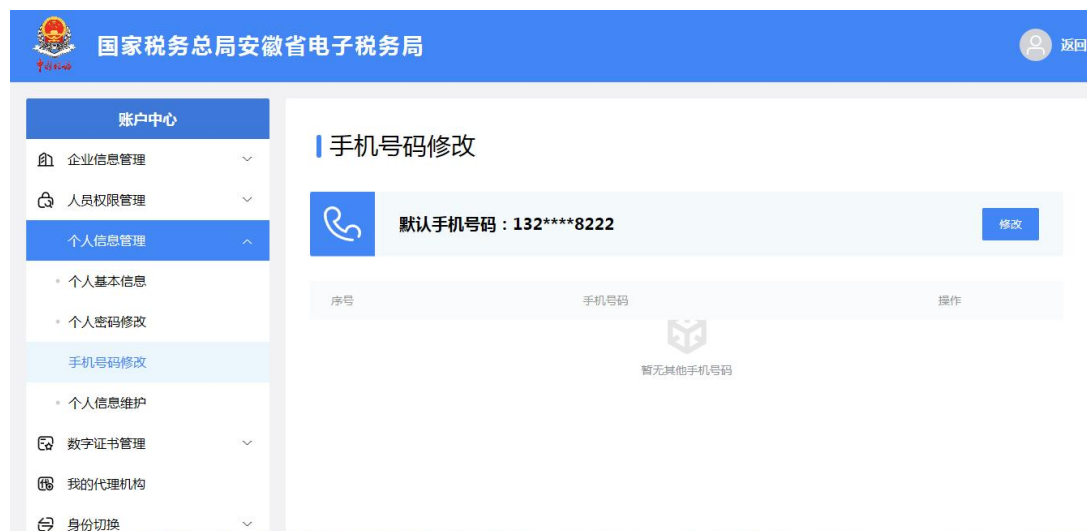 国家税务总局安徽省电子税务局
返回
账户中心
企业信息管理
人员权限管理
个人信息管理
个人基本信息
个人密码修改
手机号码修改
个人信息维护
数字证书管理
我的代理机构
身份切换
手机号码修改
默认手机号码：132****8222
修改
序号 手机号码 操作
暂无其他手机号码